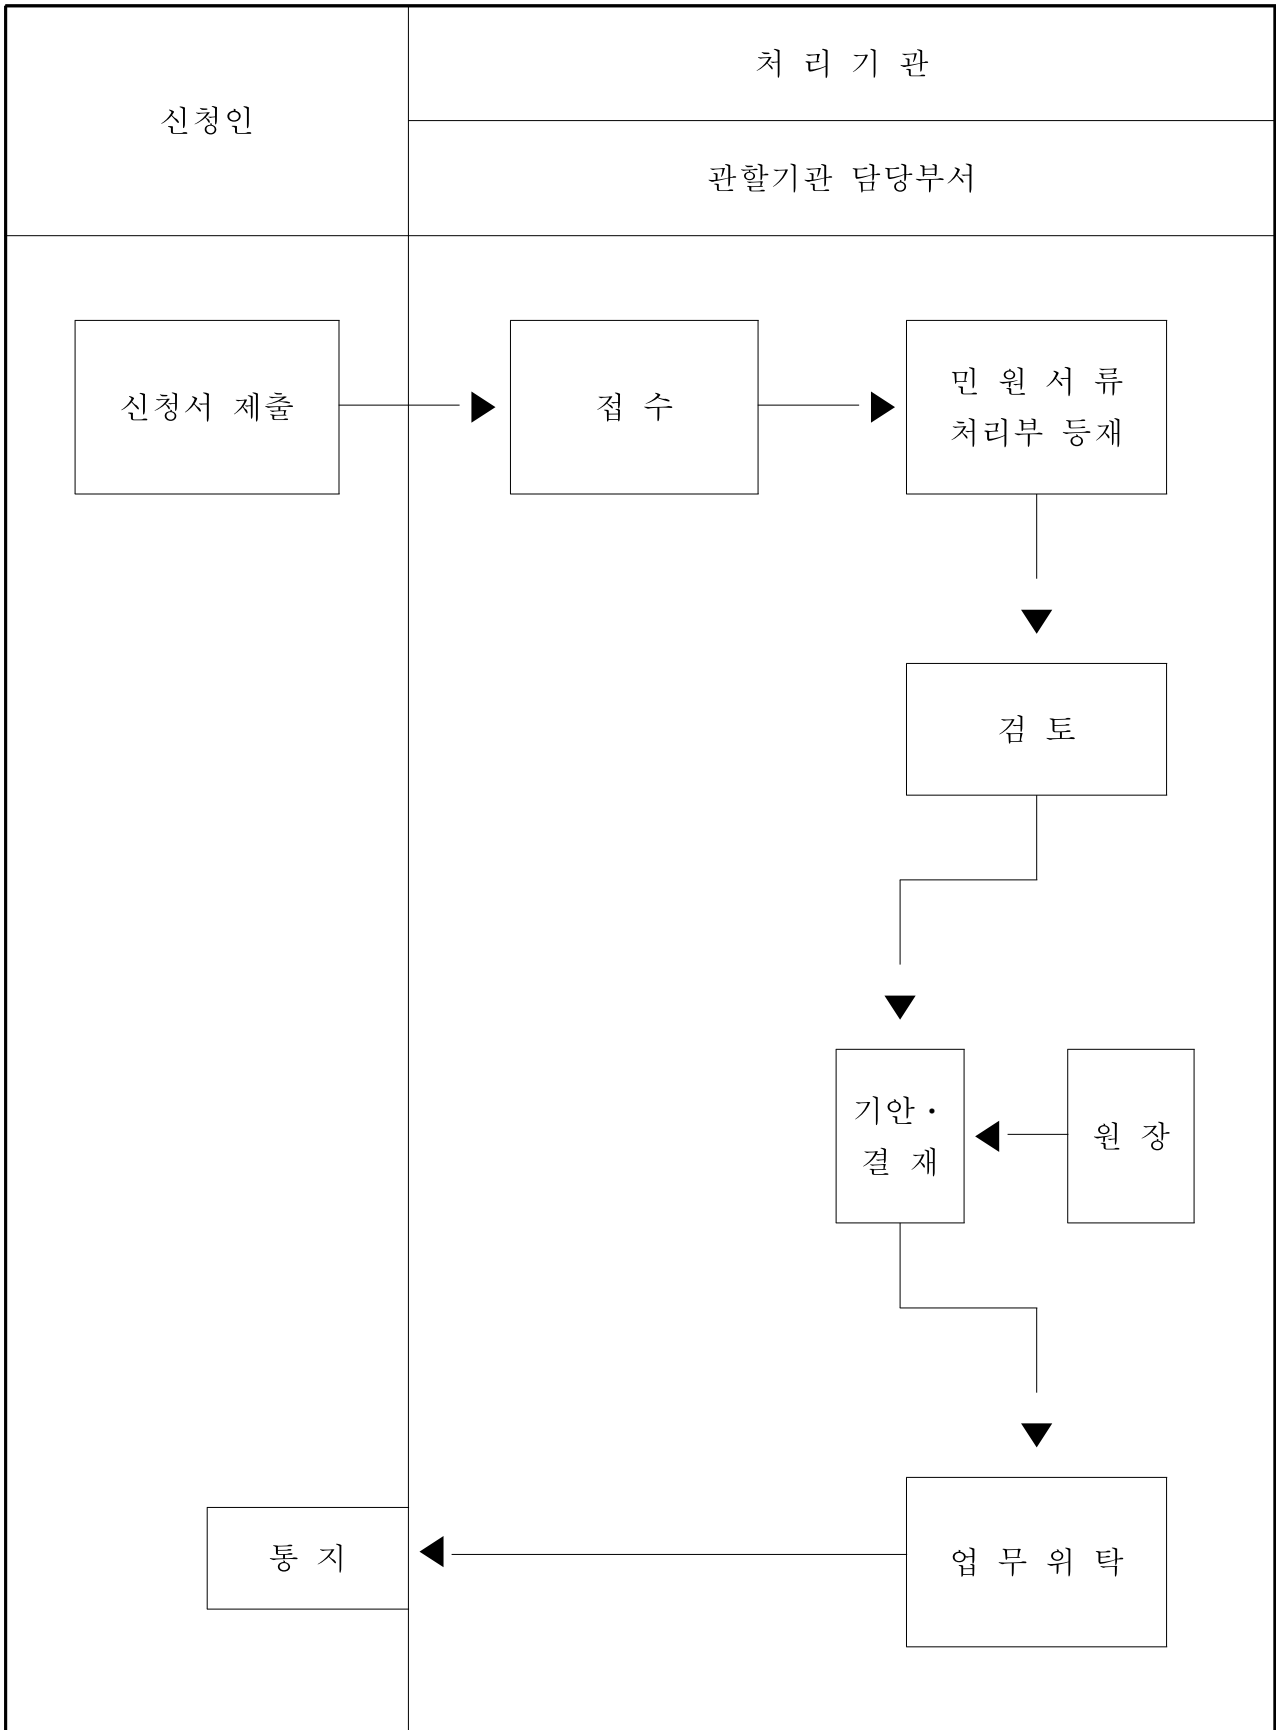 신청인
처 리 기 관
관할기관 담당부서
신청서 제출
접 수
민 원 서 류
처리부 등재
검 토
기안·
결 재
원 장
업 무 위 탁
통 지